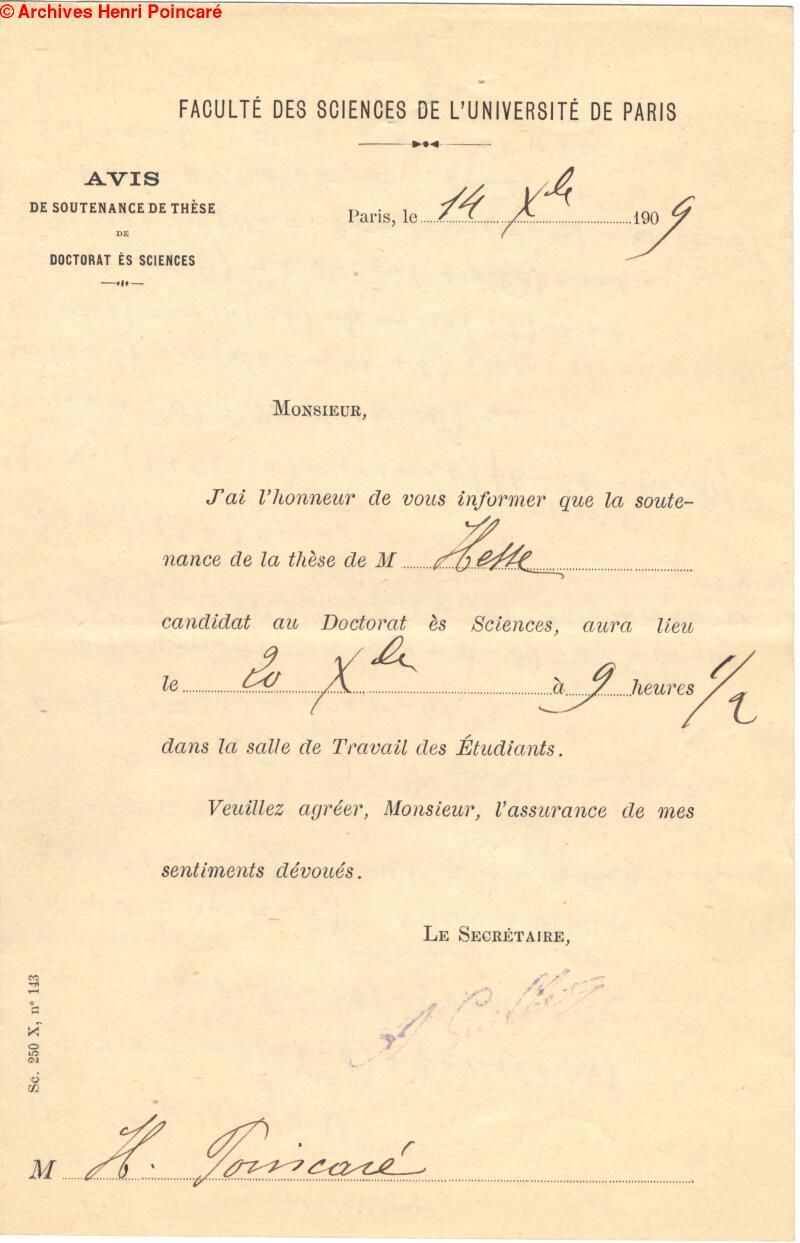 © Archives Henri Poincaré
FACULTÉ DES SCIENCES DE L'UNIVERSITÉ DE PARIS
AVIS
DE SOUTENANCE DE THÈSE
DE
DOCTORAT ÈS SCIENCES
Paris, le 14 Xbre 1909
MONSIEUR,
J'ai l'honneur de vous informer que la soute-
nance de la thèse de M Hesse
candidat au Doctorat ès Sciences, aura lieu
le 20 Xbre à 9 heures 1/2
dans la salle de Travail des Étudiants.
Veuillez agréer, Monsieur, l'assurance de mes
sentiments dévoués.
LE SECRÉTAIRE,
Sc. 250 X, n° 143
M H. Poincaré